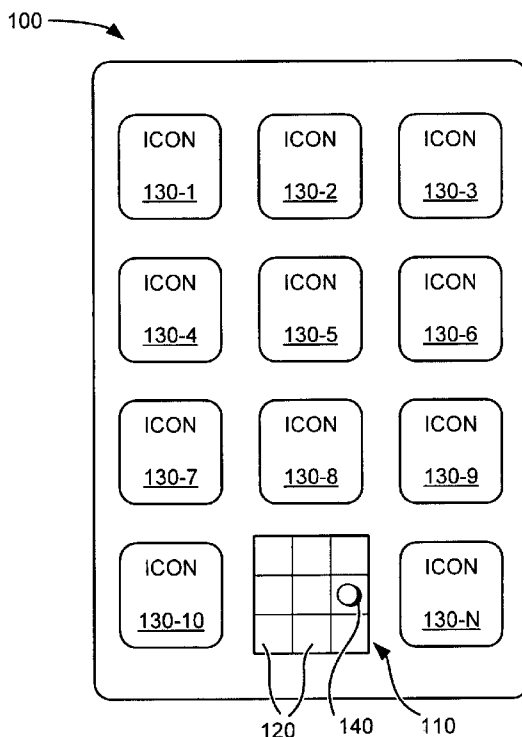 100
ICON ICON ICON
130-1 130-2 130-3
ICON ICON ICON
130-4 130-5 130-6
ICON ICON ICON
130-7 130-8 130-9
ICON ICON
130-10 130-N
120 140 110